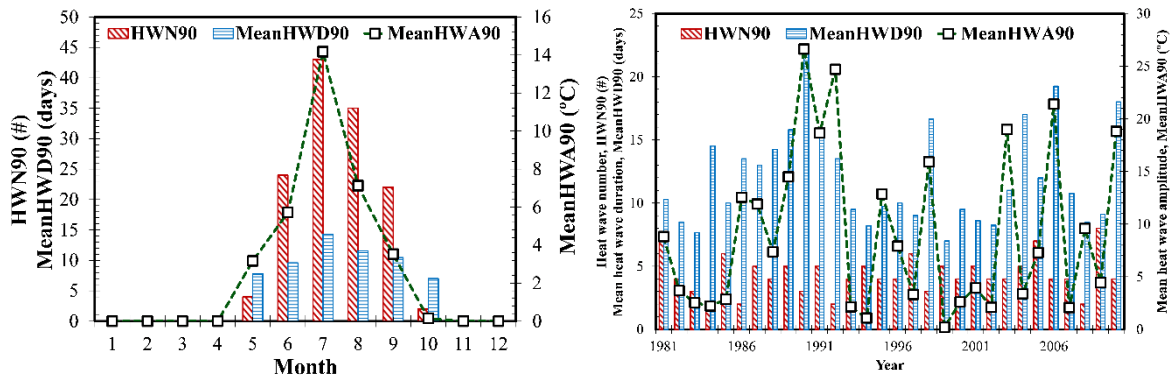 HWN90 MeanHWD90 MeanHWA90
HWN90 (#)
MeanHWD90 (days)
50
45
40
35
30
25
20
15
10
5
0
16
14
12
10
8
6
4
2
0
MeanHWA90 (ºC)
1 2 3 4 5 6 7 8 9 10 11 12
Month
HWN90 MeanHWD90 MeanHWA90
Heat wave number, HWN90 (#)
Mean heat wave duration, MeanHWD90 (days)
25
20
15
10
5
0
30
25
20
15
10
5
0
Mean heat wave amplitude, MeanHWA90 (ºC)
1981 1986 1991 1996 2001 2006
Year